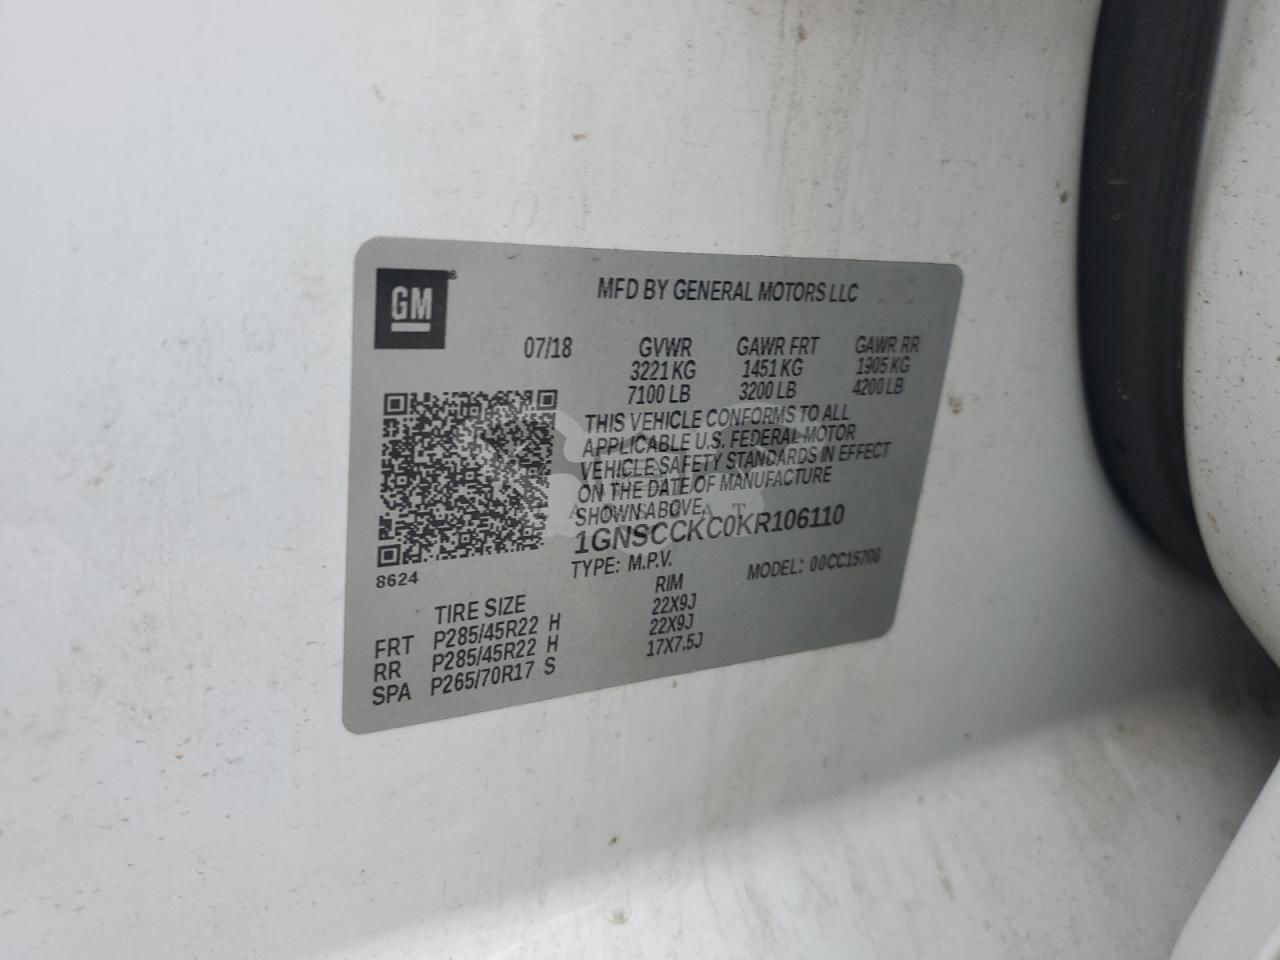 GM
MFD BY GENERAL MOTORS LLC
07/18 GVWR GAWR FRT GAWR RR
3221 KG 1451 KG 1905 KG
7100 LB 3200 LB 4200 LB
THIS VEHICLE CONFORMS TO ALL
APPLICABLE U.S. FEDERAL MOTOR
VEHICLE SAFETY STANDARDS IN EFFECT
ON THE DATE OF MANUFACTURE
SHOWN ABOVE.
1GNSCCKC0KR106110
TYPE: M.P.V. MODEL: 00CC15706
8624
TIRE SIZE RIM
FRT P285/45R22 H 22X9J
RR P285/45R22 H 22X9J
SPA P265/70R17 S 17X7.5J